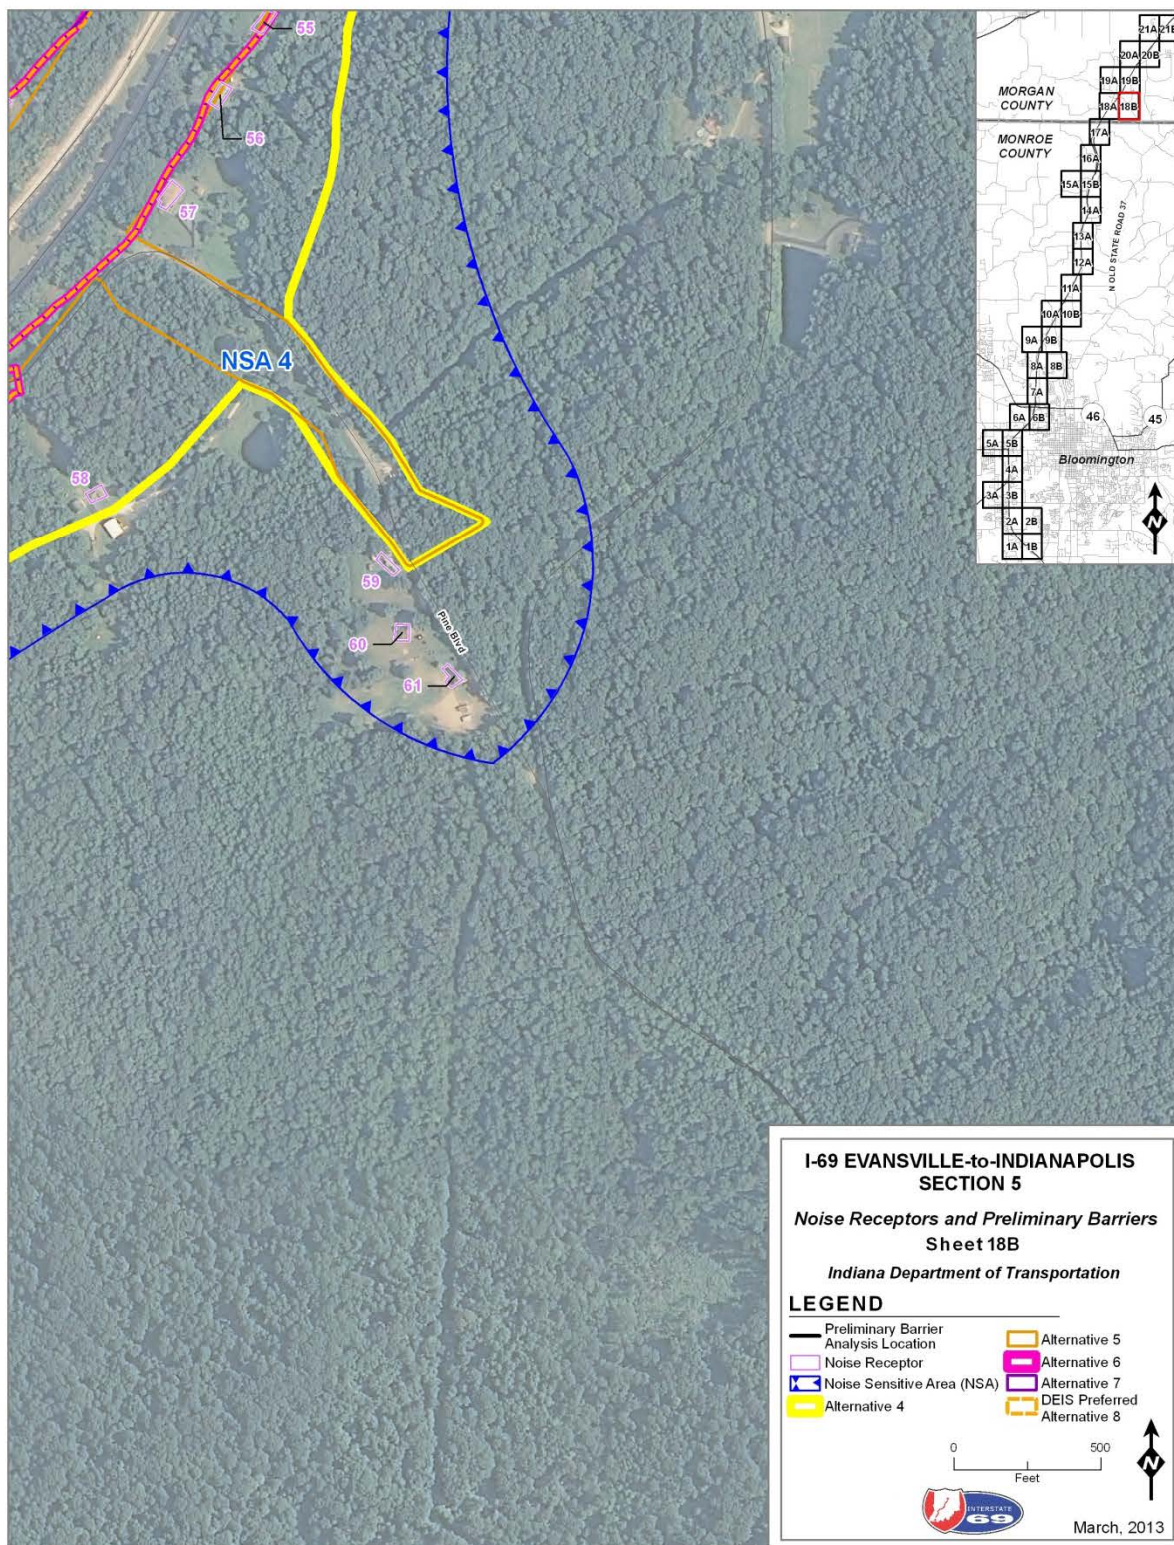 55
56
57
NSA 4
58
59
60
61
Pine Blvd
21A 21B
20A 20B
19A 19B
18A 18B
MORGAN
COUNTY
MONROE
COUNTY
17A
16A
15A 15B
14A
13A
12A
11A
10A 10B
9A 9B
8A 8B
7A
6A 6B
5A 5B
4A
3A 3B
2A 2B
1A 1B
N OLD STATE ROAD 37
46
45
Bloomington
N
I-69 EVANSVILLE-to-INDIANAPOLIS
SECTION 5
Noise Receptors and Preliminary Barriers
Sheet 18B
Indiana Department of Transportation
LEGEND
Preliminary Barrier
Analysis Location
Noise Receptor
Noise Sensitive Area (NSA)
Alternative 4
Alternative 5
Alternative 6
Alternative 7
DEIS Preferred
Alternative 8
0 500
Feet
N
INTERSTATE
69
March, 2013